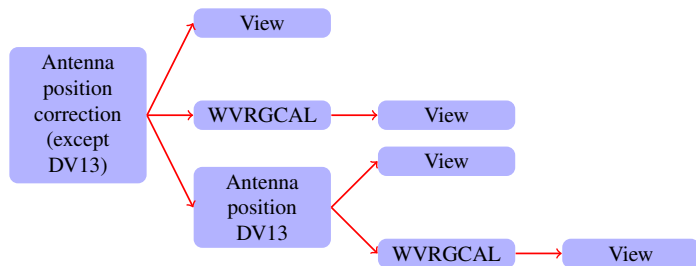 Antenna
position
correction
(except
DV13)
View
WVRGCAL
View
Antenna
position
DV13
View
WVRGCAL
View